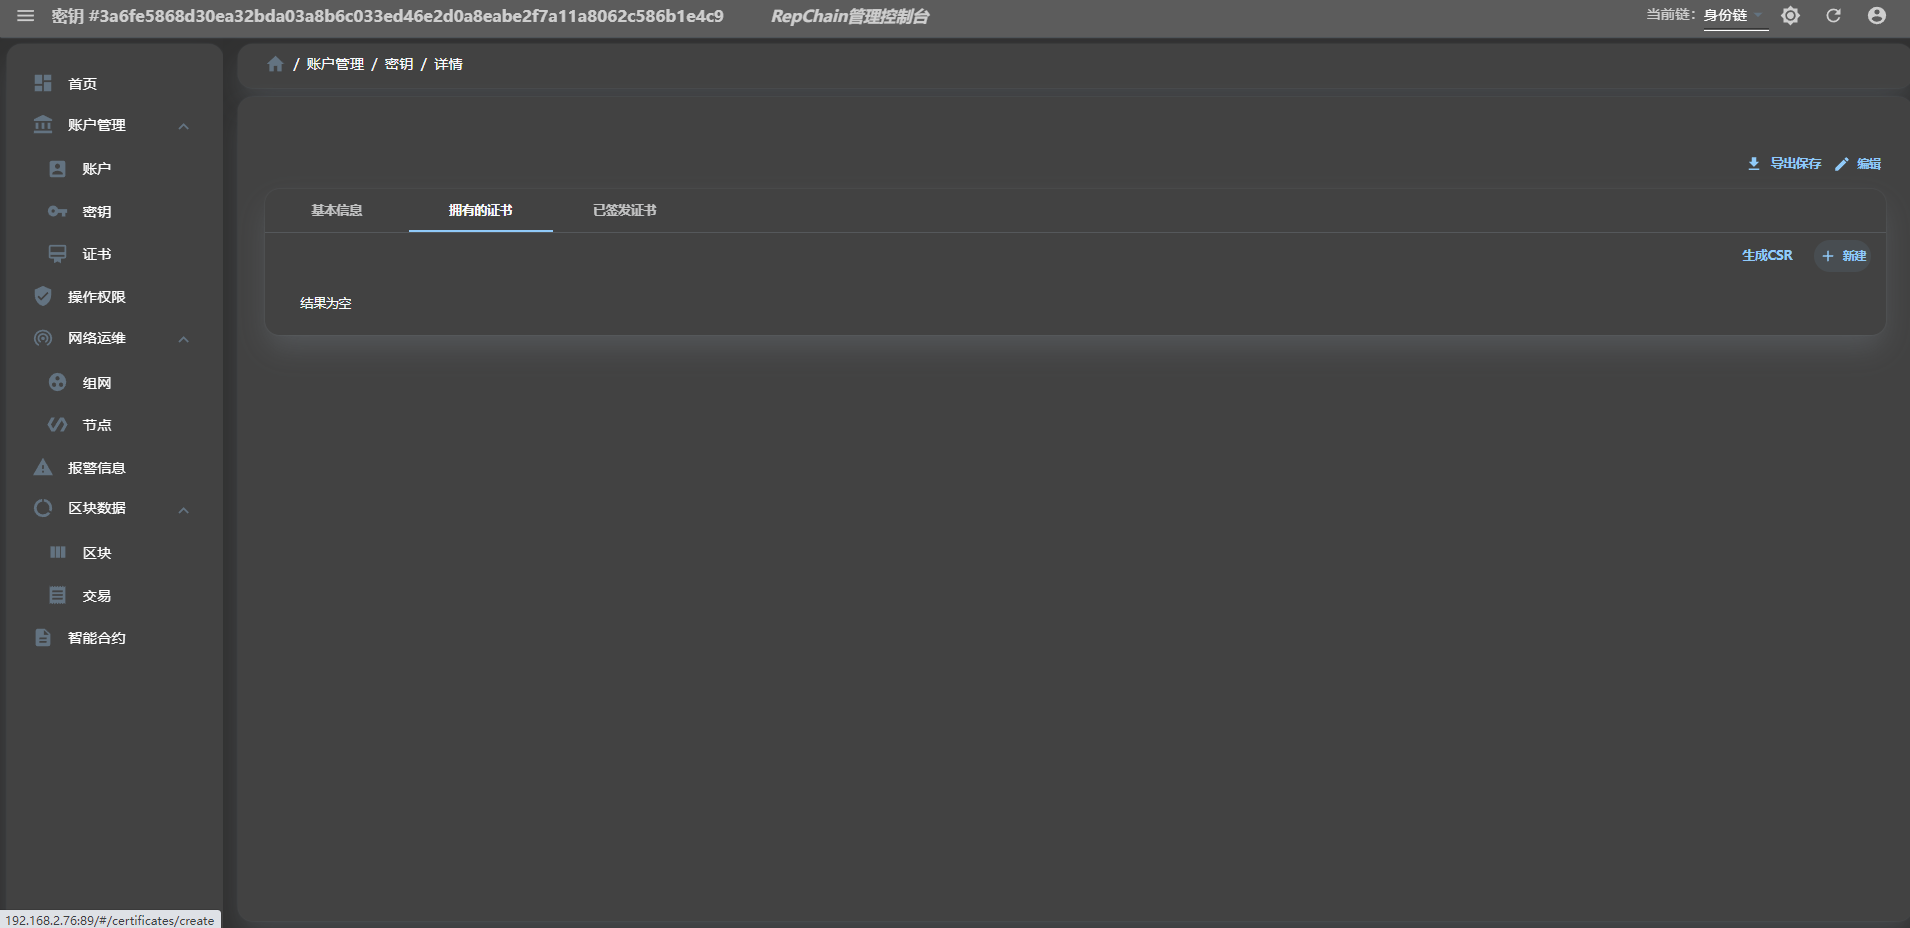 密钥 #3a6fe5868d30ea32bda03a8b6c033ed46e2d0a8eabe2f7a11a8062c586b1e4c9
RepChain管理控制台
当前链: 身份链
/ 账户管理 / 密钥 / 详情
首页
账户管理
账户
密钥
证书
操作权限
网络运维
组网
节点
报警信息
区块数据
区块
交易
智能合约
导出保存 编辑
基本信息 拥有的证书 已签发证书
生成CSR + 新建
结果为空
192.168.2.76:89/#/certificates/create